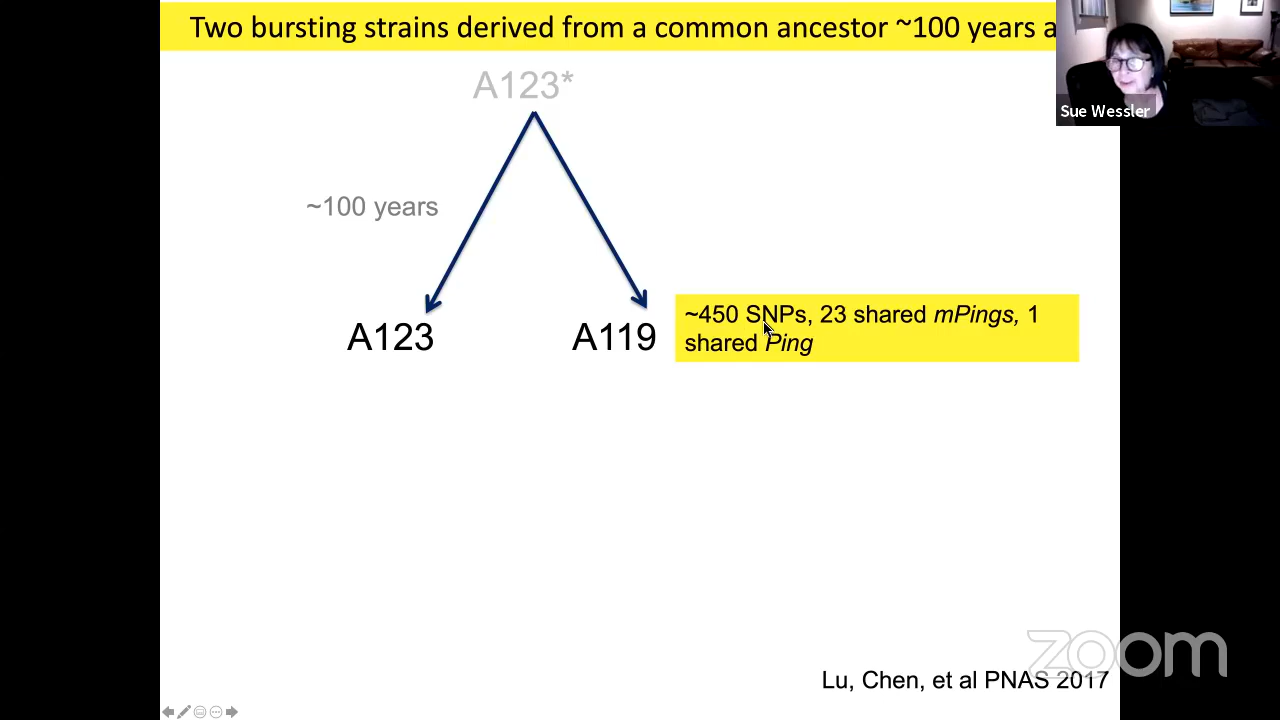 Two bursting strains derived from a common ancestor ~100 years a
Sue Wessler
A123*
~100 years
A123
A119
~450 SNPs, 23 shared mPings, 1
shared Ping
zoom
Lu, Chen, et al PNAS 2017